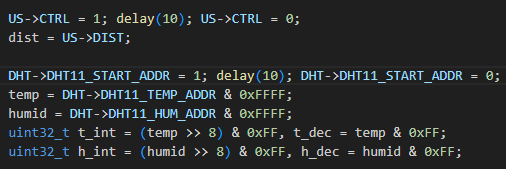 US->CTRL = 1; delay(10); US->CTRL = 0;
dist = US->DIST;
DHT->DHT11_START_ADDR = 1; delay(10); DHT->DHT11_START_ADDR = 0;
temp = DHT->DHT11_TEMP_ADDR & 0xFFFF;
humid = DHT->DHT11_HUM_ADDR & 0xFFFF;
uint32_t t_int = (temp >> 8) & 0xFF, t_dec = temp & 0xFF;
uint32_t h_int = (humid >> 8) & 0xFF, h_dec = humid & 0xFF;